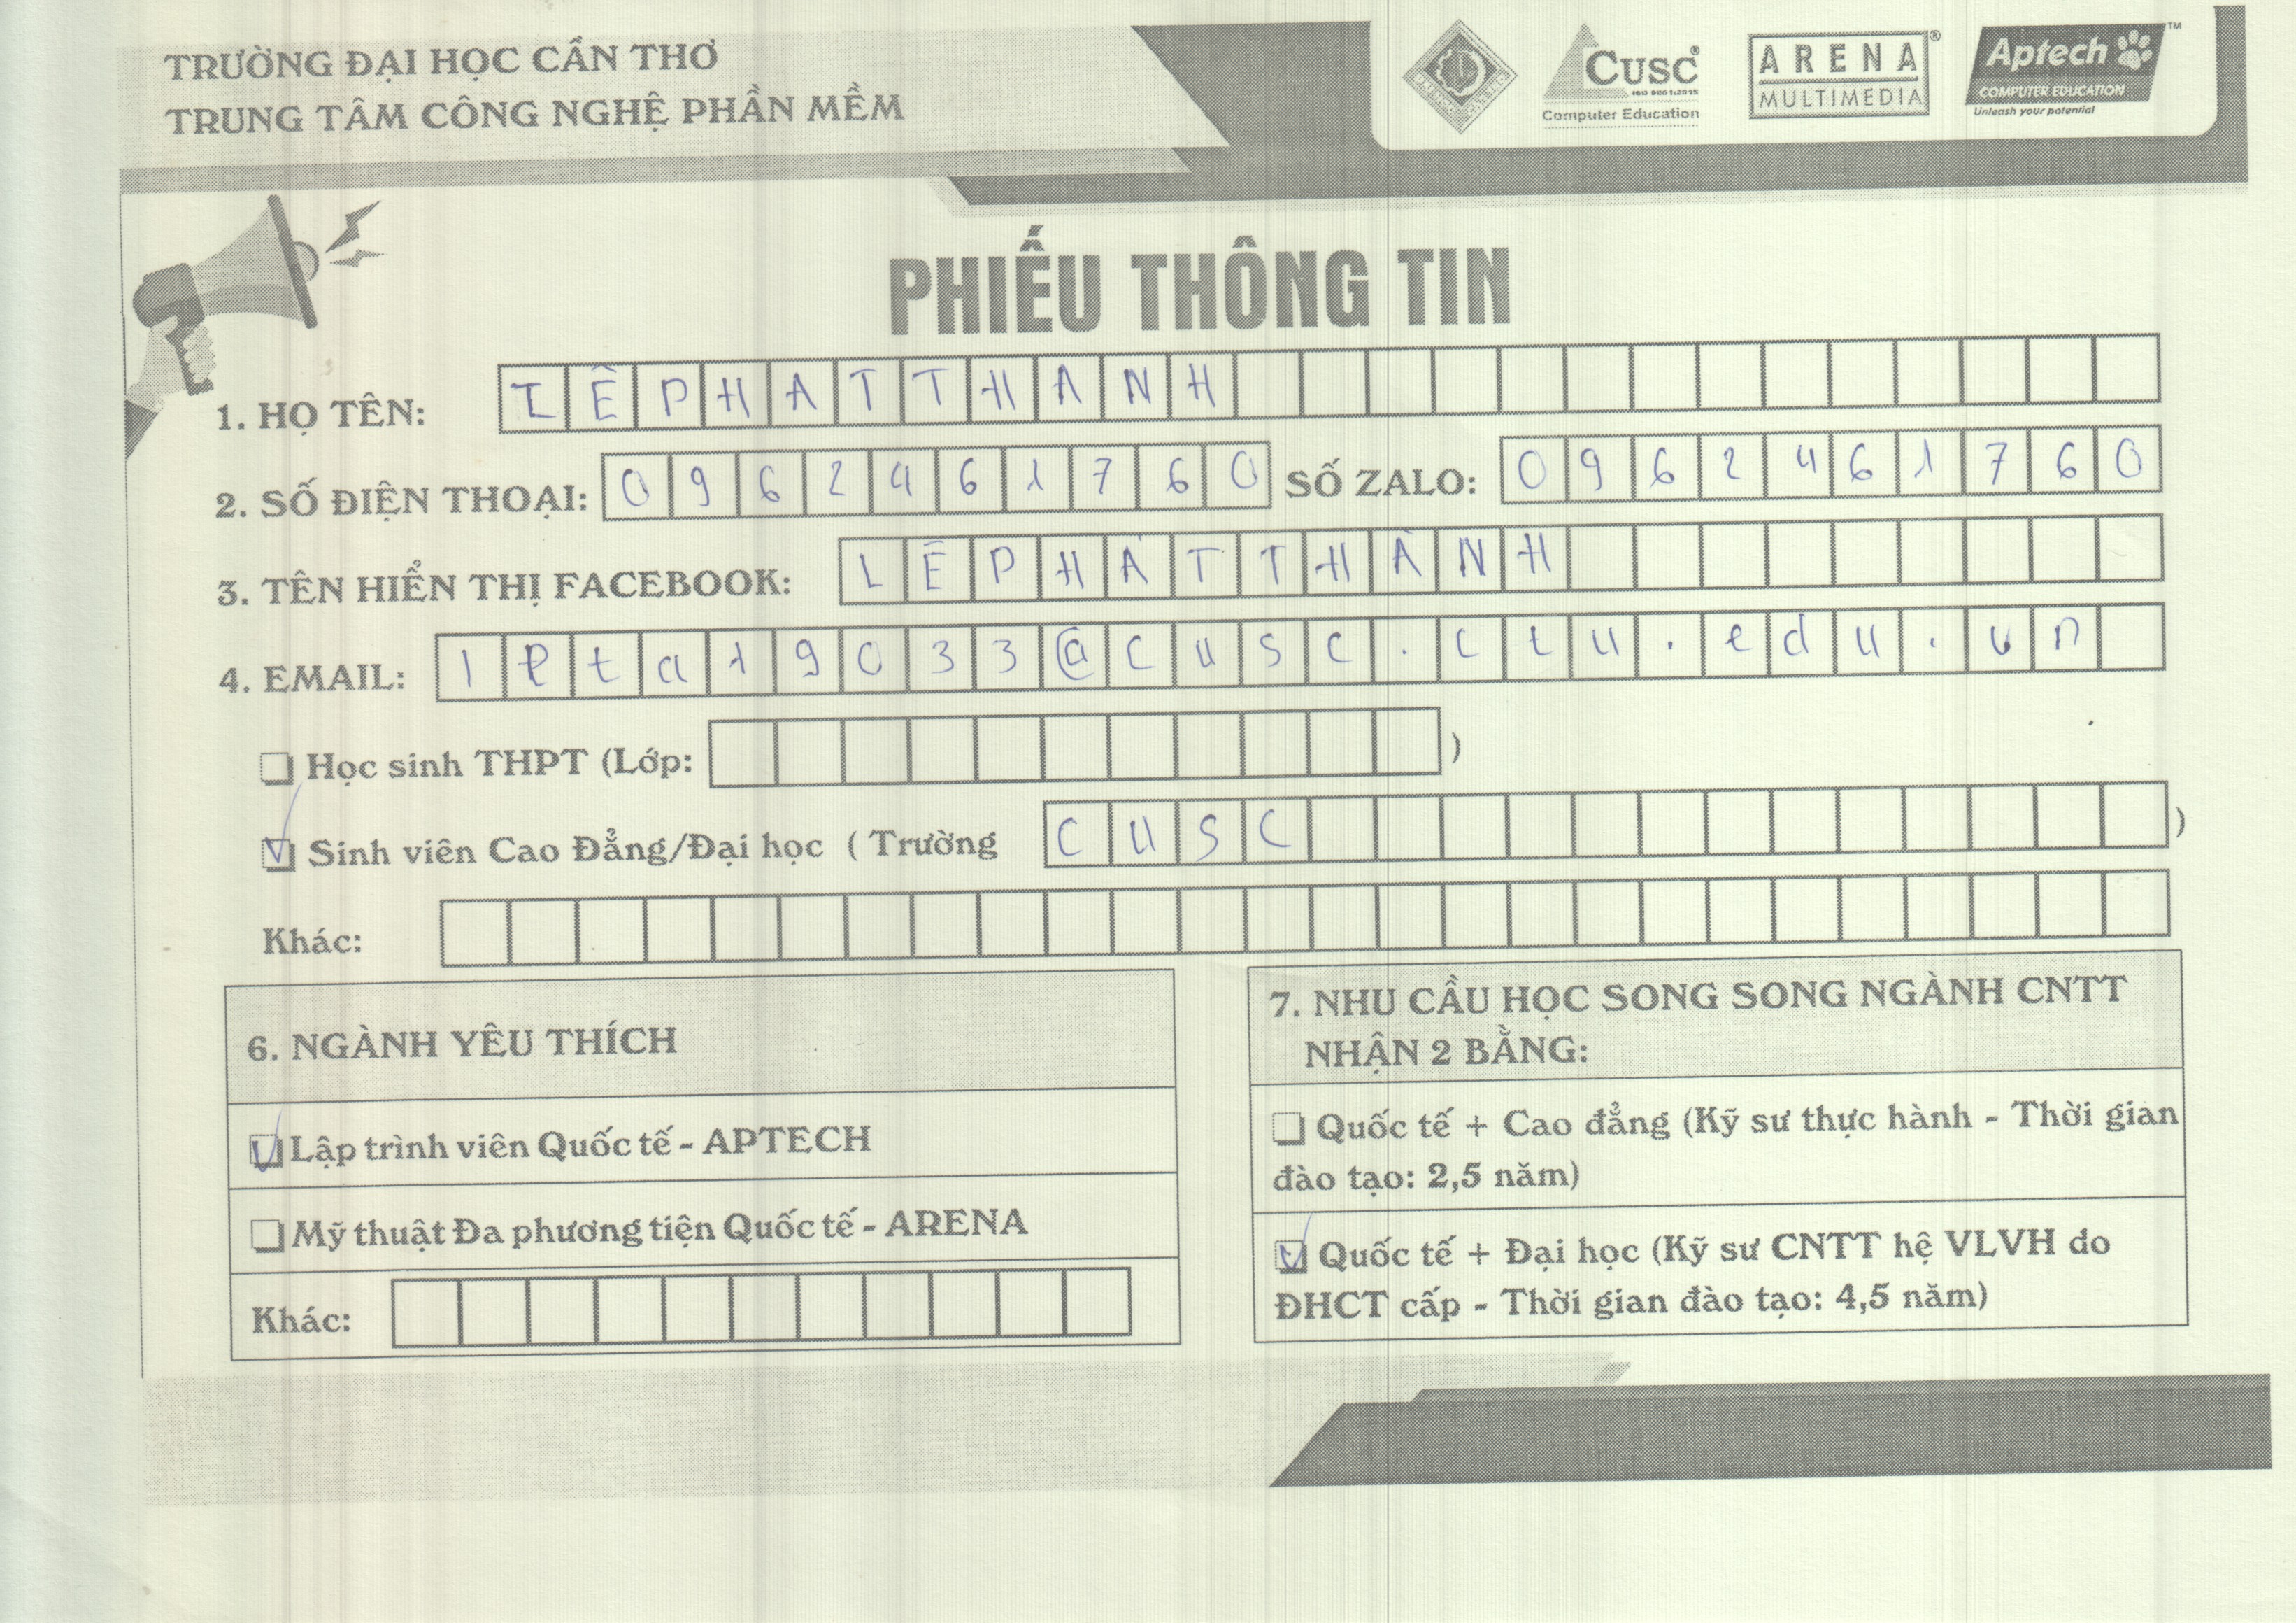 TRƯỜNG ĐẠI HỌC CẦN THƠ
TRUNG TÂM CÔNG NGHỆ PHẦN MỀM
CUSC®
ISO 9001:2015
Computer Education
ARENA®
MULTIMEDIA
Aptech™
COMPUTER EDUCATION
Unleash your potential
PHIẾU THÔNG TIN
1. HỌ TÊN: LÊ PHAT THANH
2. SỐ ĐIỆN THOẠI: 0962461760 SỐ ZALO: 0962461760
3. TÊN HIỂN THỊ FACEBOOK: LÊ PHÁT THÀNH
4. EMAIL: lpta19033@cusc.ctu.edu.vn
Học sinh THPT (Lớp: )
Sinh viên Cao Đẳng/Đại học ( Trường CUSC )
Khác:
6. NGÀNH YÊU THÍCH
Lập trình viên Quốc tế - APTECH
Mỹ thuật Đa phương tiện Quốc tế - ARENA
Khác:
7. NHU CẦU HỌC SONG SONG NGÀNH CNTT
NHẬN 2 BẰNG:
Quốc tế + Cao đẳng (Kỹ sư thực hành - Thời gian
đào tạo: 2,5 năm)
Quốc tế + Đại học (Kỹ sư CNTT hệ VLVH do
ĐHCT cấp - Thời gian đào tạo: 4,5 năm)